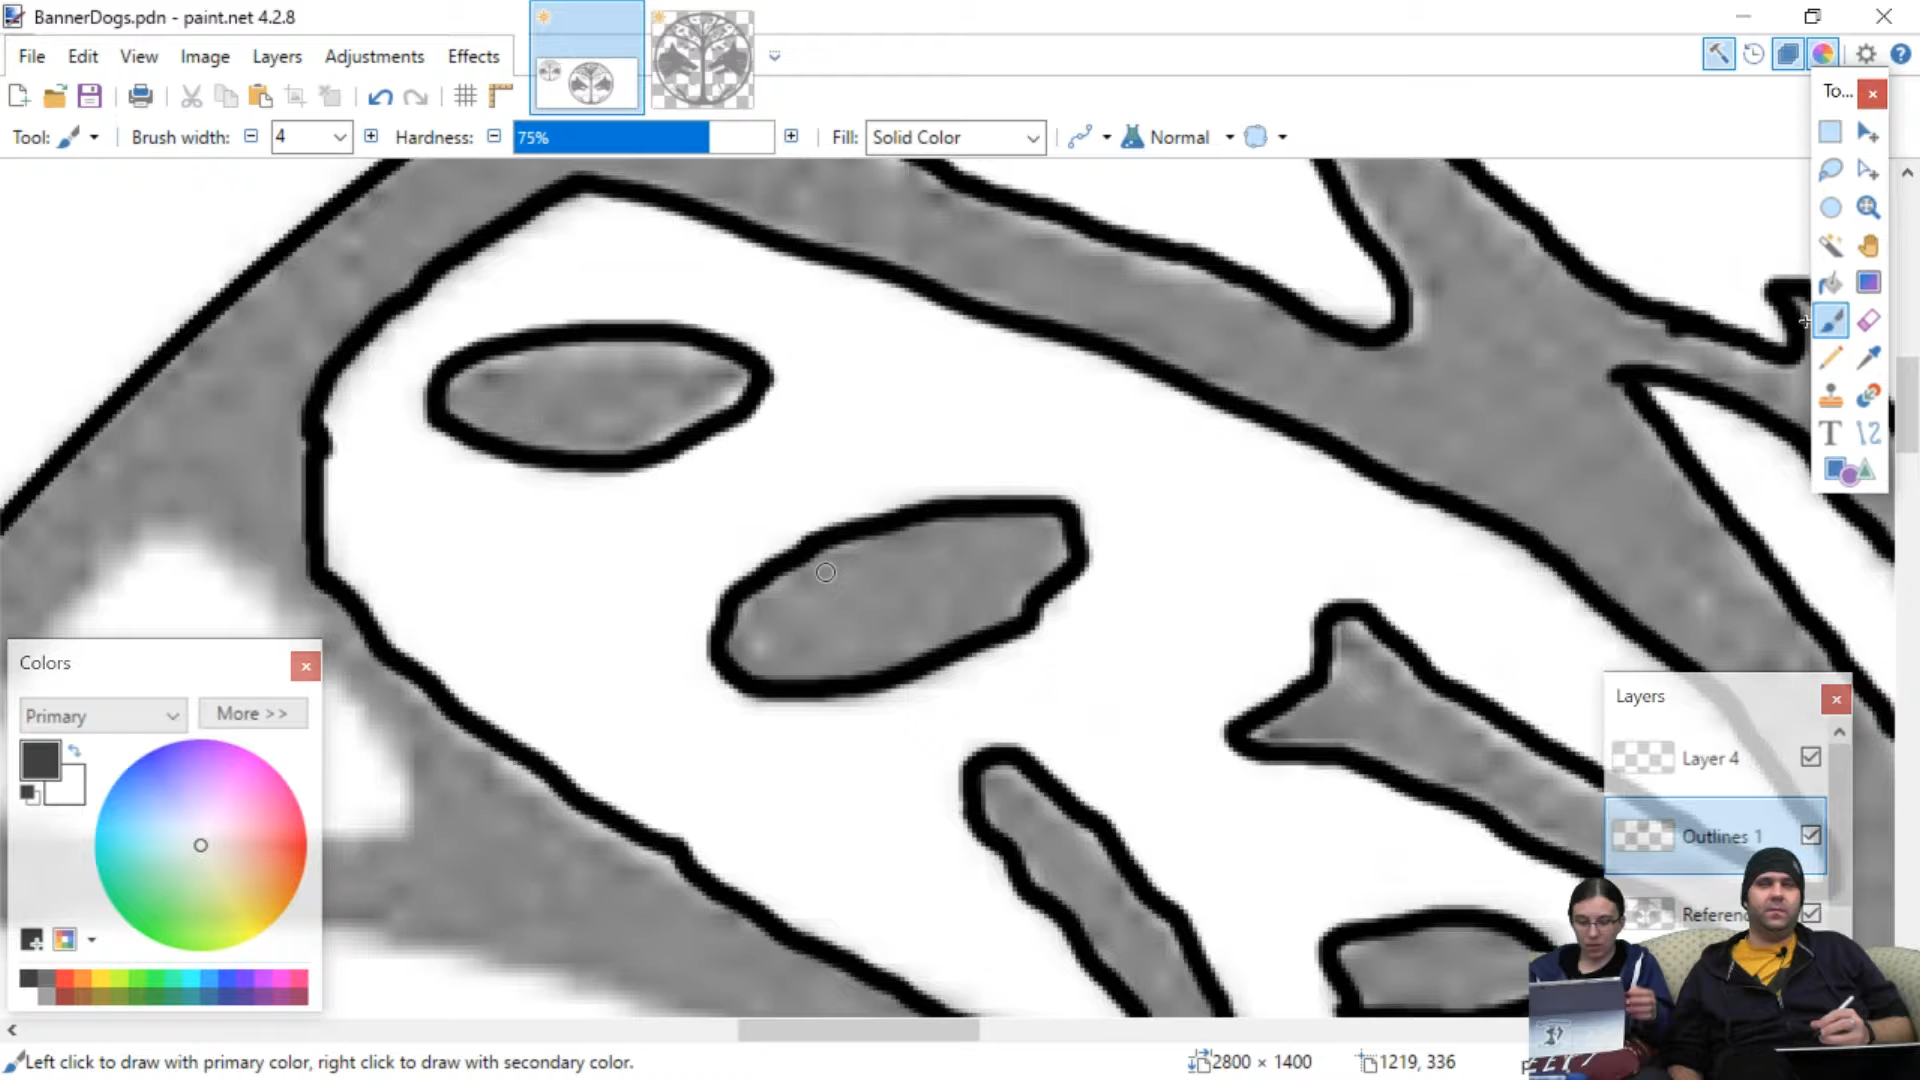 BannerDogs.pdn - paint.net 4.2.8
File Edit View Image Layers Adjustments Effects
Tool: Brush width: 4 Hardness: 75% Fill: Solid Color Normal
To...
Colors
Primary More >>
Layers
Layer 4
Outlines 1
Left click to draw with primary color, right click to draw with secondary color. 2800 × 1400 1219, 336